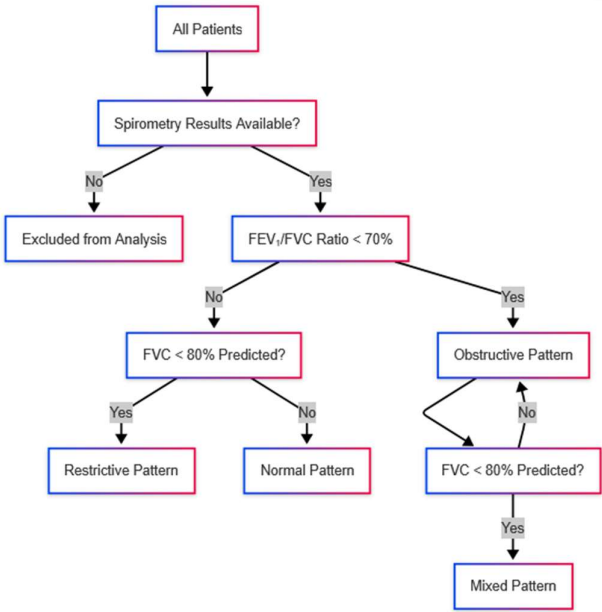 All Patients
Spirometry Results Available?
No
Yes
Excluded from Analysis
FEV₁/FVC Ratio < 70%
No
Yes
FVC < 80% Predicted?
Obstructive Pattern
Yes
No
No
Restrictive Pattern
Normal Pattern
FVC < 80% Predicted?
Yes
Mixed Pattern